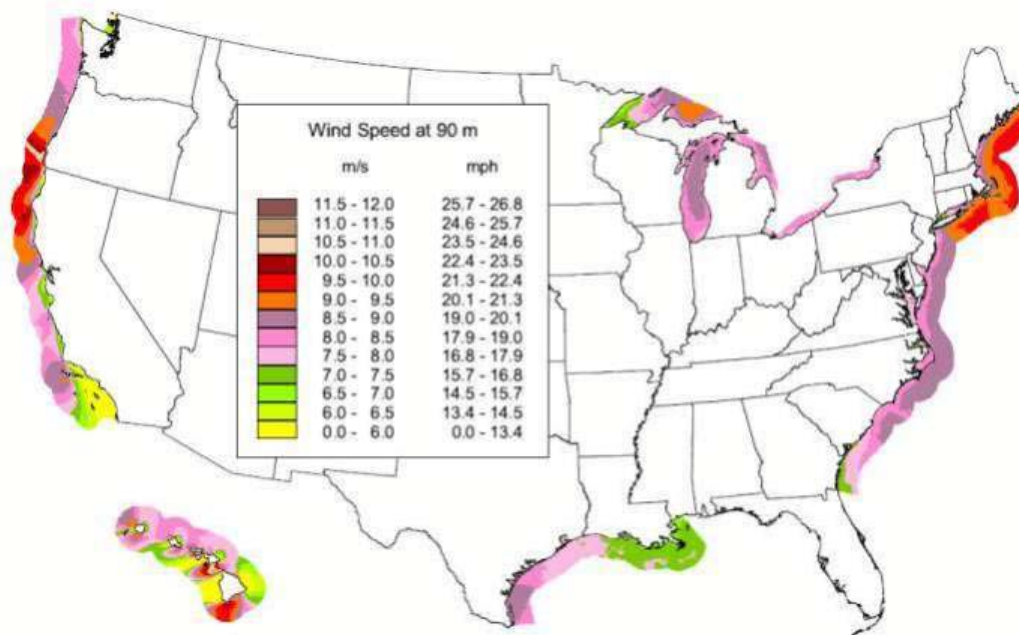 Wind Speed at 90 m
m/s mph
11.5 - 12.0 25.7 - 26.8
11.0 - 11.5 24.6 - 25.7
10.5 - 11.0 23.5 - 24.6
10.0 - 10.5 22.4 - 23.5
9.5 - 10.0 21.3 - 22.4
9.0 - 9.5 20.1 - 21.3
8.5 - 9.0 19.0 - 20.1
8.0 - 8.5 17.9 - 19.0
7.5 - 8.0 16.8 - 17.9
7.0 - 7.5 15.7 - 16.8
6.5 - 7.0 14.5 - 15.7
6.0 - 6.5 13.4 - 14.5
0.0 - 6.0 0.0 - 13.4